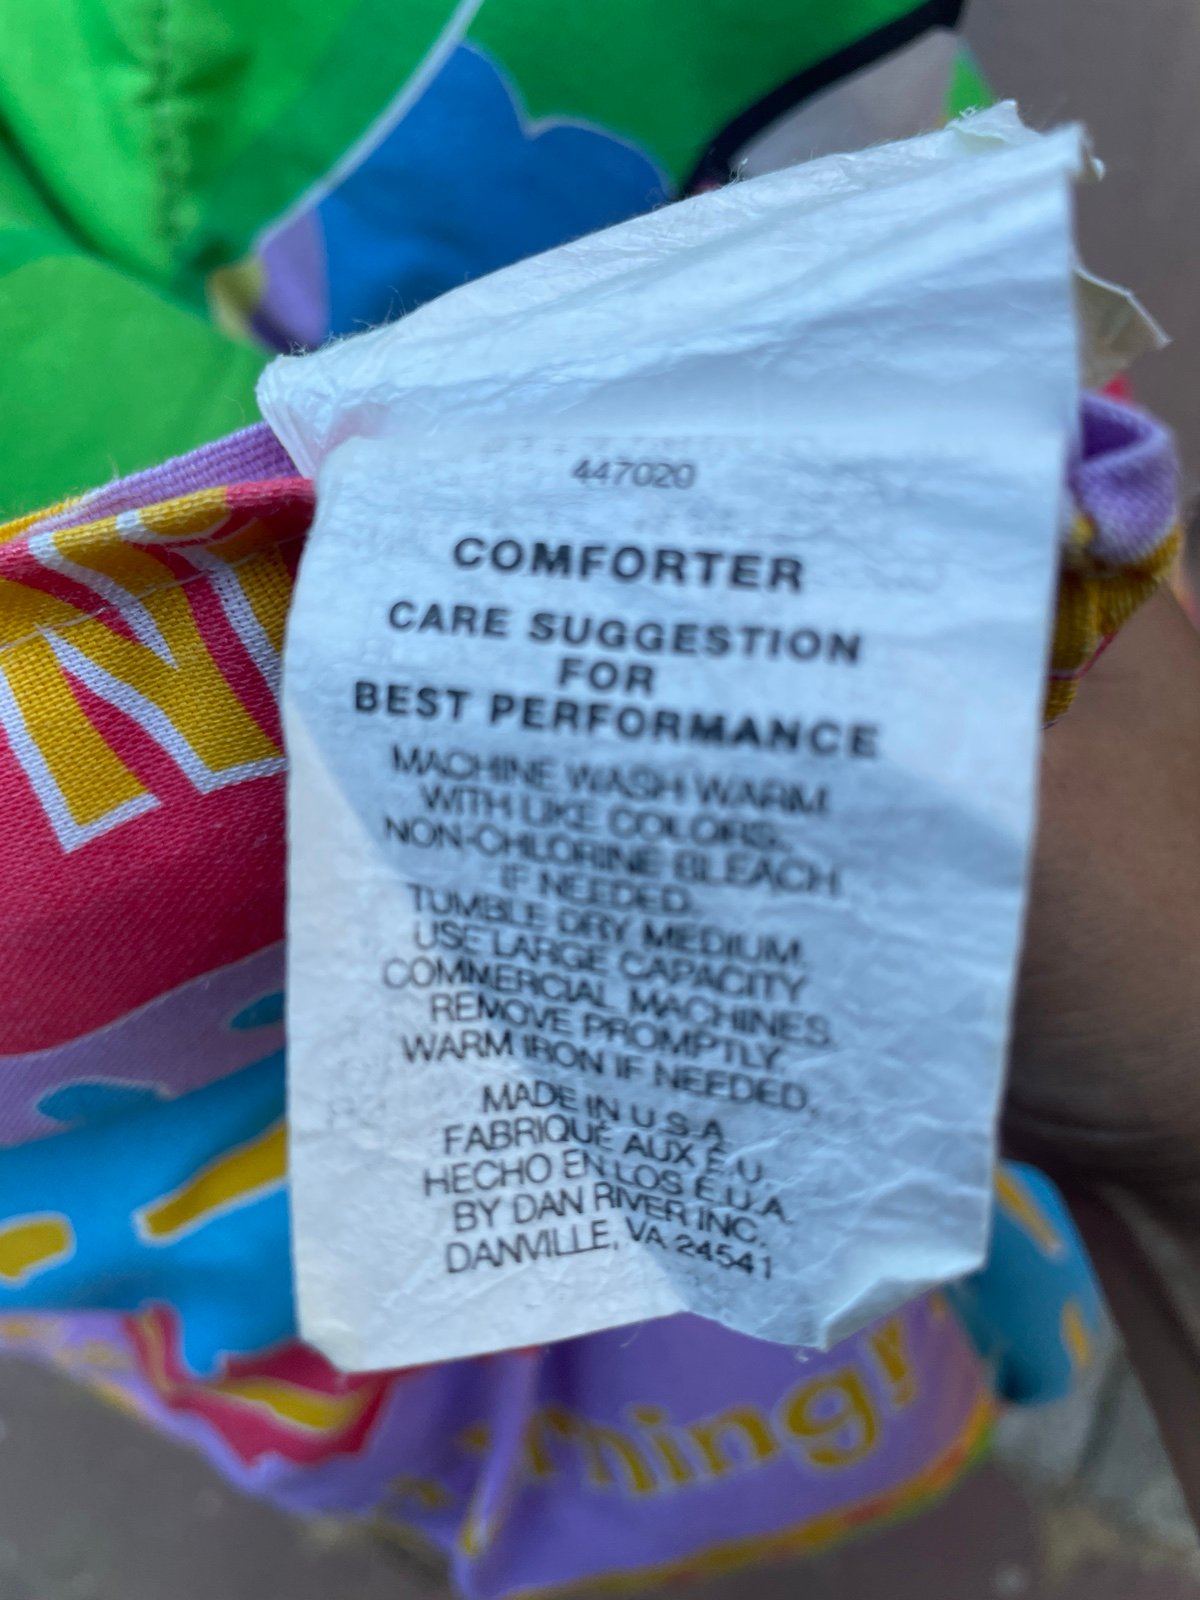 447020
COMFORTER
CARE SUGGESTION
FOR
BEST PERFORMANCE
MACHINE WASH WARM
WITH LIKE COLORS.
NON-CHLORINE BLEACH
IF NEEDED.
TUMBLE DRY MEDIUM.
USE LARGE CAPACITY
COMMERCIAL MACHINES.
REMOVE PROMPTLY.
WARM IRON IF NEEDED.
MADE IN U.S.A.
FABRIQUÉ AUX É.U.
HECHO EN LOS E.U.A.
BY DAN RIVER INC.
DANVILLE, VA 24541